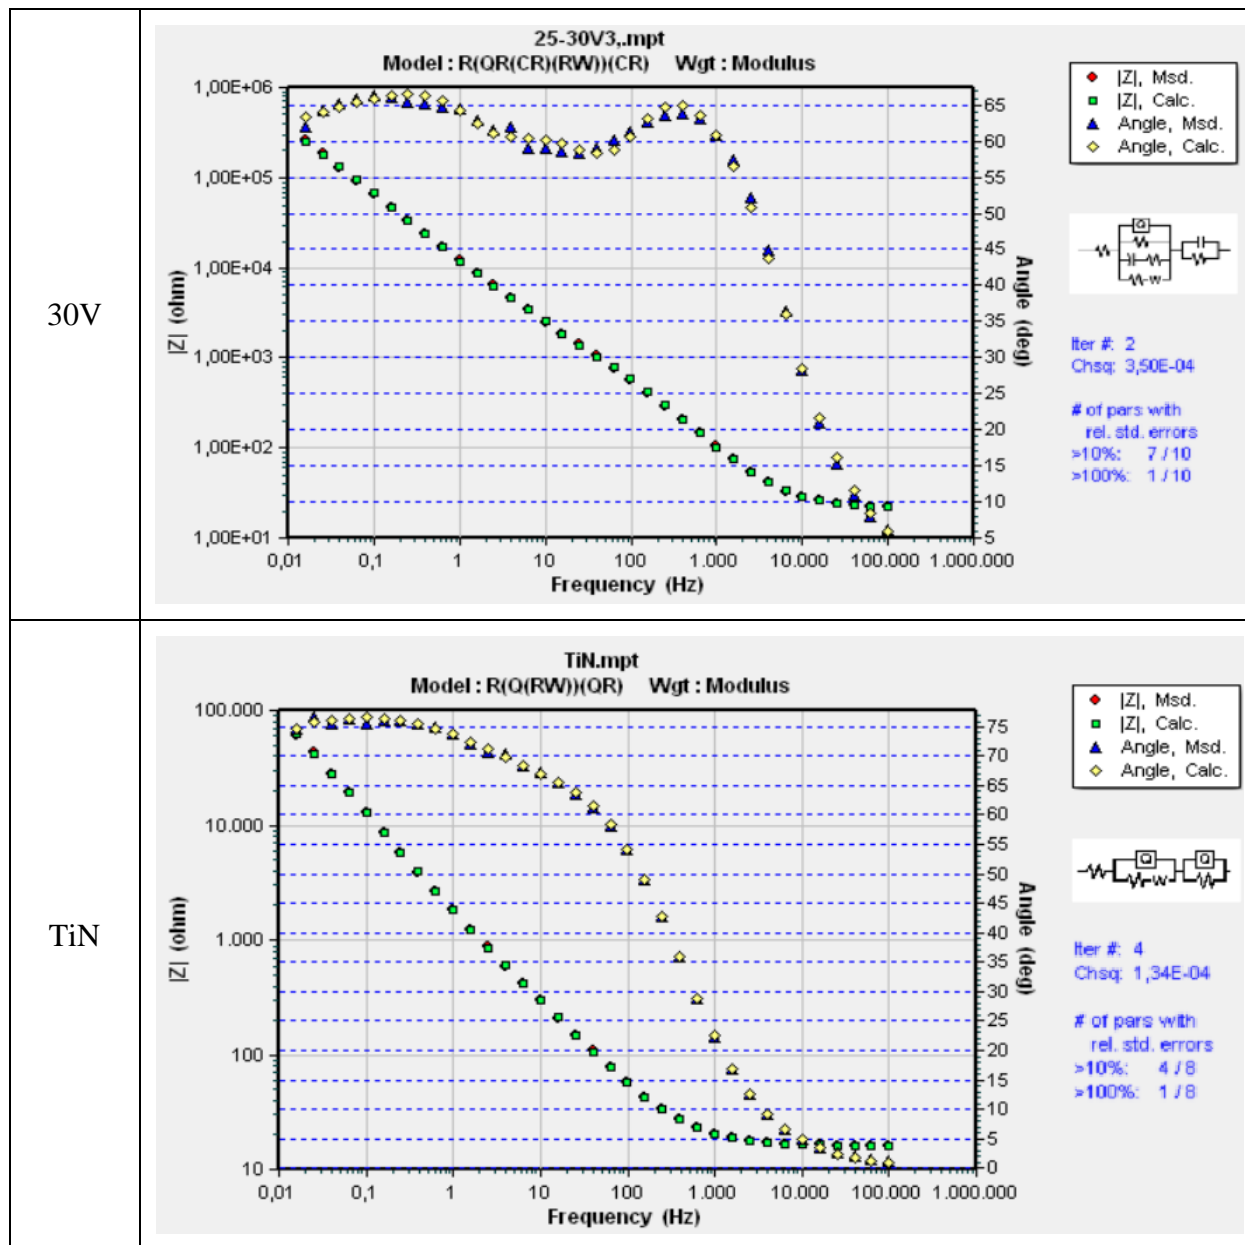 30V
25-30V3,.mpt
Model : R(QR(CR)(RW))(CR) Wgt : Modulus
|Z| (ohm)
1,00E+06
1,00E+05
1,00E+04
1,00E+03
1,00E+02
1,00E+01
0,01 0,1 1 10 100 1.000 10.000 100.000 1.000.000
Frequency (Hz)
65
60
55
50
45
40
35
30
25
20
15
10
5
Angle (deg)
|Z|, Msd.
|Z|, Calc.
Angle, Msd.
Angle, Calc.
Q
W
Iter #: 2
Chsq: 3,50E-04
# of pars with
rel. std. errors
>10%: 7 / 10
>100%: 1 / 10
TiN
TiN.mpt
Model : R(Q(RW))(QR) Wgt : Modulus
|Z| (ohm)
100.000
10.000
1.000
100
10
0,01 0,1 1 10 100 1.000 10.000 100.000 1.000.000
Frequency (Hz)
75
70
65
60
55
50
45
40
35
30
25
20
15
10
5
0
Angle (deg)
|Z|, Msd.
|Z|, Calc.
Angle, Msd.
Angle, Calc.
Q Q
W
Iter #: 4
Chsq: 1,34E-04
# of pars with
rel. std. errors
>10%: 4 / 8
>100%: 1 / 8